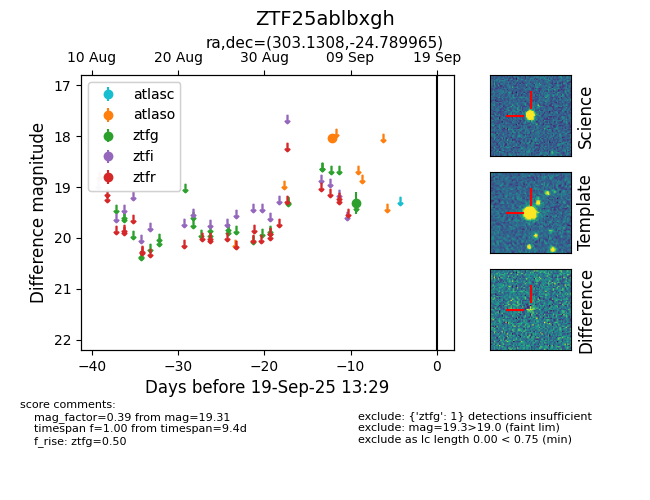 ZTF25ablbxgh
ra,dec=(303.1308,-24.789965)
10 Aug 20 Aug 30 Aug 09 Sep 19 Sep
17
18
19
20
21
22
Difference magnitude
atlasc
atlaso
ztfg
ztfi
ztfr
−40 −30 −20 −10 0
Days before 19-Sep-25 13:29
Science
Template
Difference
score comments:
mag_factor=0.39 from mag=19.31
timespan f=1.00 from timespan=9.4d
f_rise: ztfg=0.50
exclude: {'ztfg': 1} detections insufficient
exclude: mag=19.3>19.0 (faint lim)
exclude as lc length 0.00 < 0.75 (min)